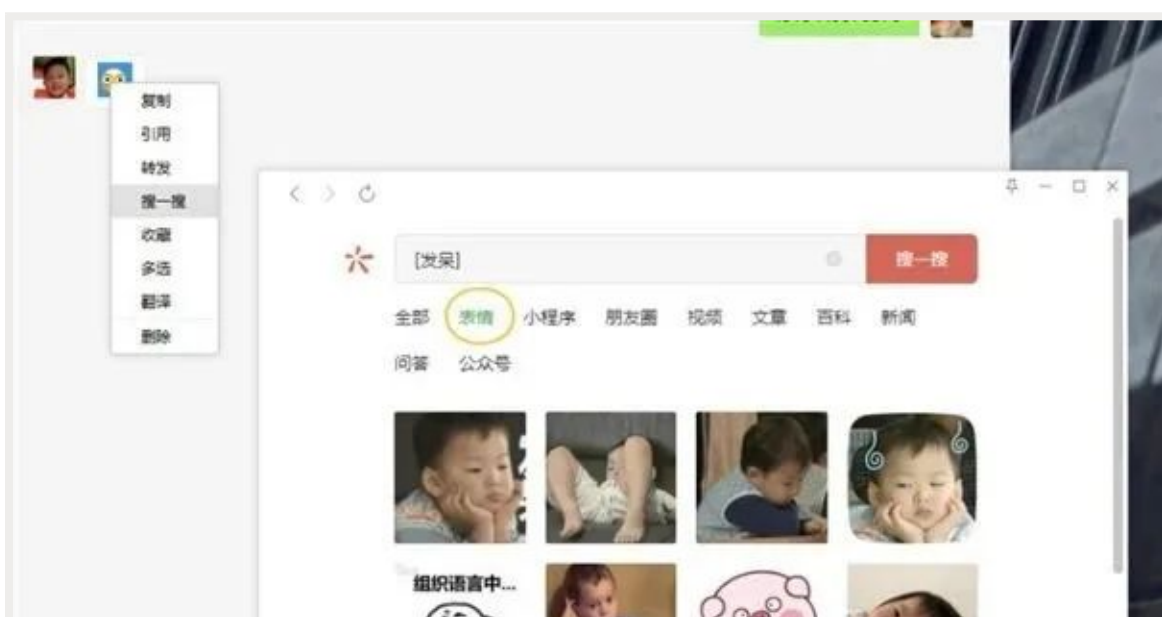 复制
引用
转发
搜一搜
收藏
多选
翻译
删除
[发呆]
搜一搜
全部 表情 小程序 朋友圈 视频 文章 百科 新闻
问答 公众号
组织语言中...